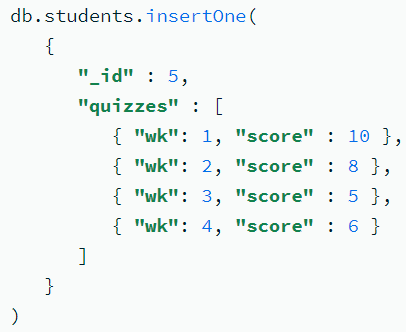 db.students.insertOne(
   {
      "_id" : 5,
      "quizzes" : [
         { "wk": 1, "score" : 10 },
         { "wk": 2, "score" : 8 },
         { "wk": 3, "score" : 5 },
         { "wk": 4, "score" : 6 }
      ]
   }
)